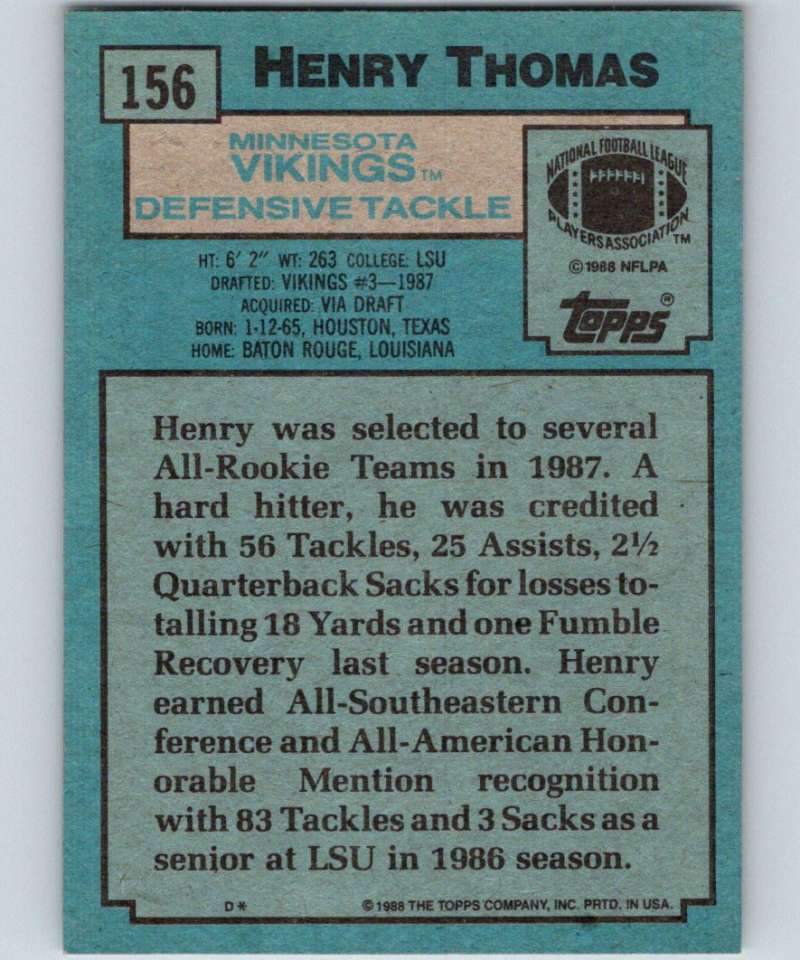 156
HENRY THOMAS
MINNESOTA
VIKINGS™
DEFENSIVE TACKLE
NATIONAL FOOTBALL LEAGUE
PLAYERS ASSOCIATION™
©1988 NFLPA
topps®
HT: 6' 2" WT: 263 COLLEGE: LSU
DRAFTED: VIKINGS #3—1987
ACQUIRED: VIA DRAFT
BORN: 1-12-65, HOUSTON, TEXAS
HOME: BATON ROUGE, LOUISIANA
Henry was selected to several
All-Rookie Teams in 1987. A
hard hitter, he was credited
with 56 Tackles, 25 Assists, 2½
Quarterback Sacks for losses to-
talling 18 Yards and one Fumble
Recovery last season. Henry
earned All-Southeastern Con-
ference and All-American Hon-
orable Mention recognition
with 83 Tackles and 3 Sacks as a
senior at LSU in 1986 season.
D* ©1988 THE TOPPS COMPANY, INC. PRTD. IN USA.